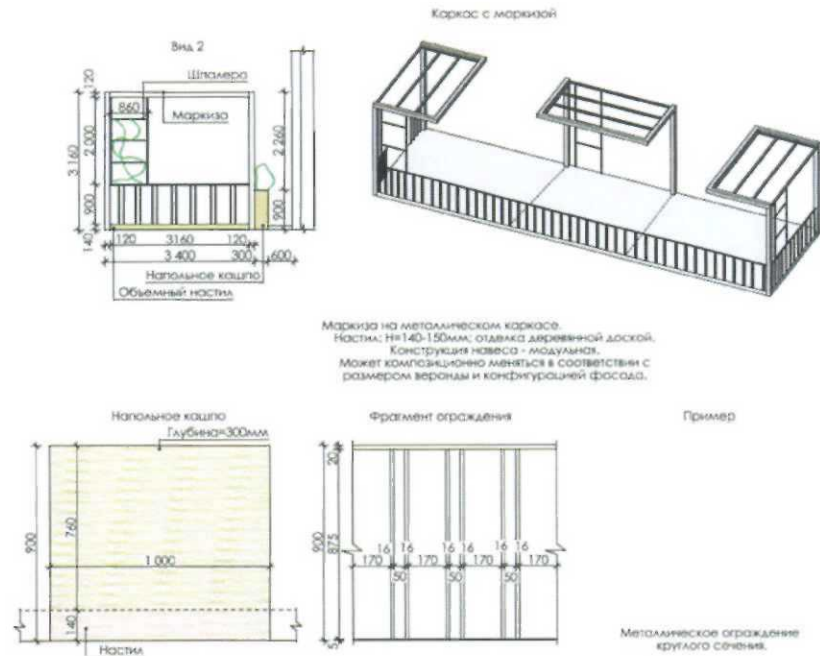 Каркас с маркизой
Вид 2
Шпалера
860
Маркиза
120
2 000
3 160
900
140
2 260
900
120 3160 120
3 400 300 600
Напольное кашпо
Объемный настил
Маркиза на металлическом каркасе.
Настил: H=140-150мм; отделка деревянной доской.
Конструкция навеса - модульная.
Может композиционно меняться в соответствии с
размером веранды и конфигурацией фасада.
Напольное кашпо
Глубина=300мм
900
760
1 000
140
Настил
Фрагмент ограждения
20
900
875
16 16 16 16 16 16
170 170 170 170
50 50 50
5
Пример
Металлическое ограждение
круглого сечения.